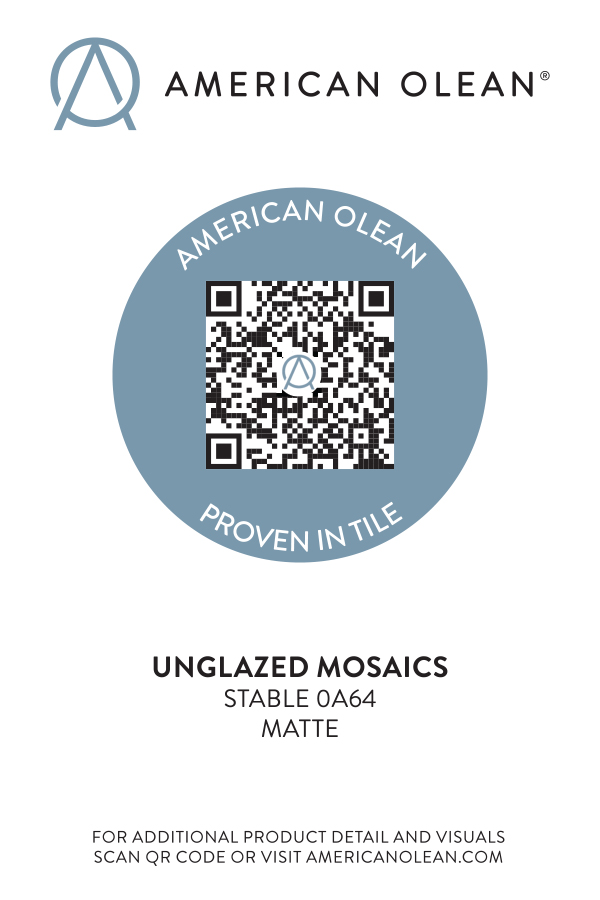 AMERICAN OLEAN®
AMERICAN OLEAN
PROVEN IN TILE
UNGLAZED MOSAICS
STABLE 0A64
MATTE
FOR ADDITIONAL PRODUCT DETAIL AND VISUALS
SCAN QR CODE OR VISIT AMERICANOLEAN.COM